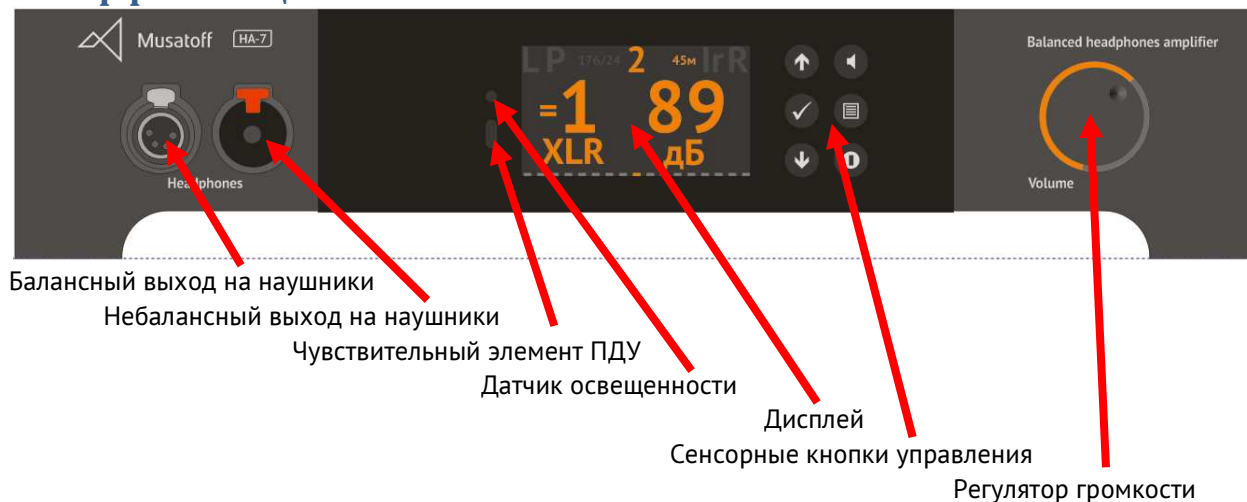 Musatoff HA-7
Balanced headphones amplifier
LP 176/24 2 45м IrR
=1 89
XLR дБ
Headphones
Volume
Балансный выход на наушники
Небалансный выход на наушники
Чувствительный элемент ПДУ
Датчик освещенности
Дисплей
Сенсорные кнопки управления
Регулятор громкости